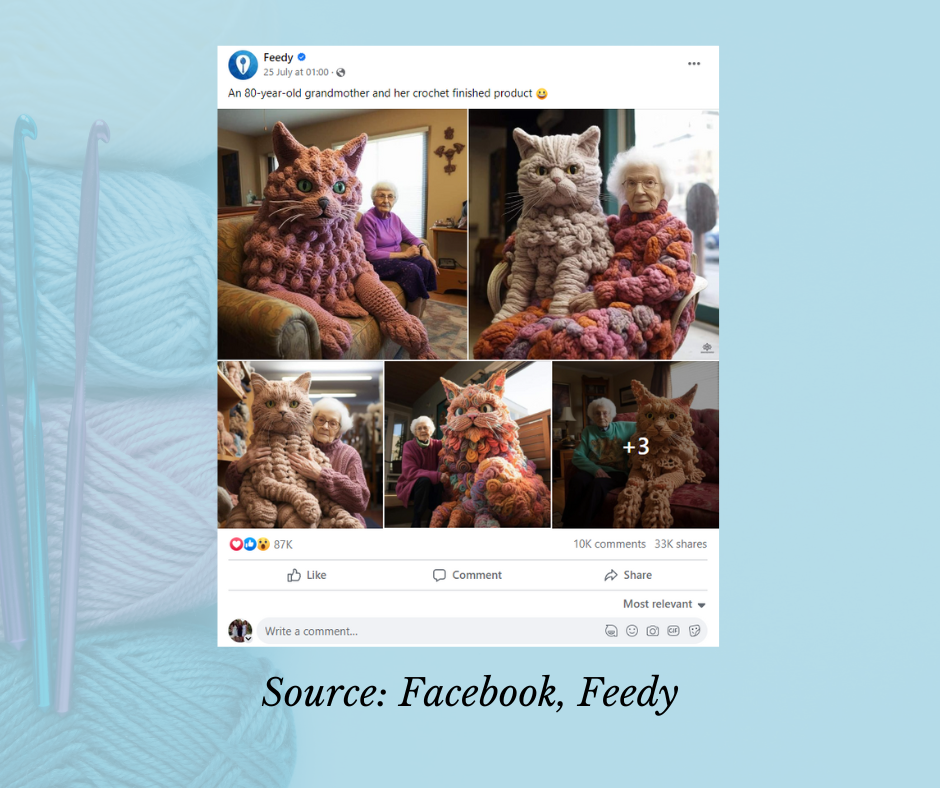 Feedy
25 July at 01:00 ·
An 80-year-old grandmother and her crochet finished product 😃
+3
87K
10K comments 33K shares
Like Comment Share
Most relevant
Write a comment...
GIF
Source: Facebook, Feedy